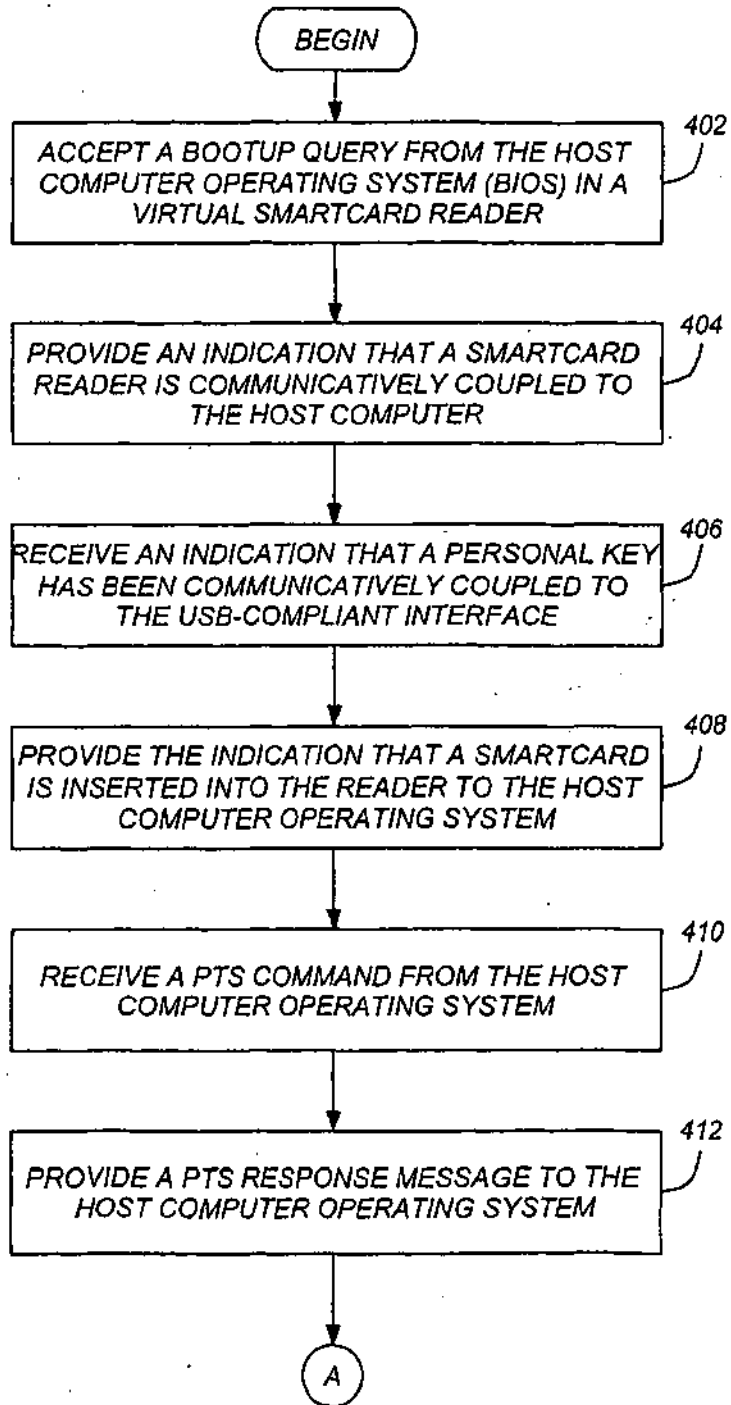 BEGIN
402
ACCEPT A BOOTUP QUERY FROM THE HOST
COMPUTER OPERATING SYSTEM (BIOS) IN A
VIRTUAL SMARTCARD READER
404
PROVIDE AN INDICATION THAT A SMARTCARD
READER IS COMMUNICATIVELY COUPLED TO
THE HOST COMPUTER
406
RECEIVE AN INDICATION THAT A PERSONAL KEY
HAS BEEN COMMUNICATIVELY COUPLED TO
THE USB-COMPLIANT INTERFACE
408
PROVIDE THE INDICATION THAT A SMARTCARD
IS INSERTED INTO THE READER TO THE HOST
COMPUTER OPERATING SYSTEM
410
RECEIVE A PTS COMMAND FROM THE HOST
COMPUTER OPERATING SYSTEM
412
PROVIDE A PTS RESPONSE MESSAGE TO THE
HOST COMPUTER OPERATING SYSTEM
A